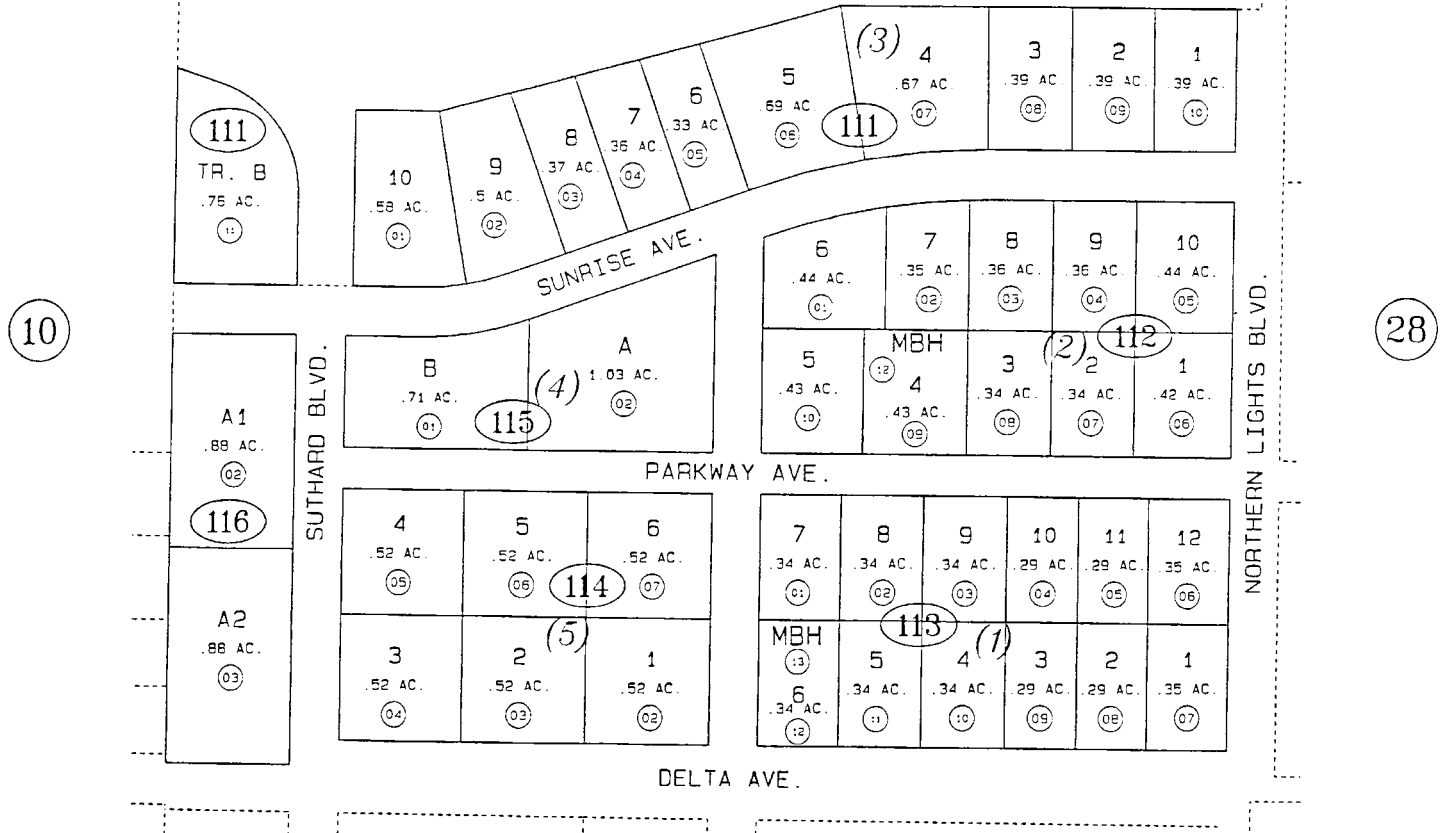 (3)
111
4
.67 AC.
07
3
.39 AC.
08
2
.39 AC.
09
1
.39 AC.
10
5
.69 AC.
06
111
6
.33 AC.
05
7
.36 AC.
04
8
.37 AC.
03
9
.5 AC.
02
10
.58 AC.
01
TR. B
.75 AC.
11
SUNRISE AVE.
6
.44 AC.
01
7
.35 AC.
02
8
.36 AC.
03
9
.36 AC.
04
10
.44 AC.
05
10
28
112
(2)
MBH
12
5
.43 AC.
10
4
.43 AC.
09
3
.34 AC.
08
2
.34 AC.
07
1
.42 AC.
06
NORTHERN LIGHTS BLVD.
SUTHARD BLVD.
B
.71 AC.
01
(4)
115
A
1.03 AC.
02
A1
.88 AC.
02
116
A2
.88 AC.
03
PARKWAY AVE.
4
.52 AC.
05
5
.52 AC.
06
6
.52 AC.
07
114
(5)
3
.52 AC.
04
2
.52 AC.
03
1
.52 AC.
02
7
.34 AC.
01
8
.34 AC.
02
9
.34 AC.
03
10
.29 AC.
04
11
.29 AC.
05
12
.35 AC.
06
113
(1)
MBH
13
6
.34 AC.
12
5
.34 AC.
11
4
.34 AC.
10
3
.29 AC.
09
2
.29 AC.
08
1
.35 AC.
07
DELTA AVE.